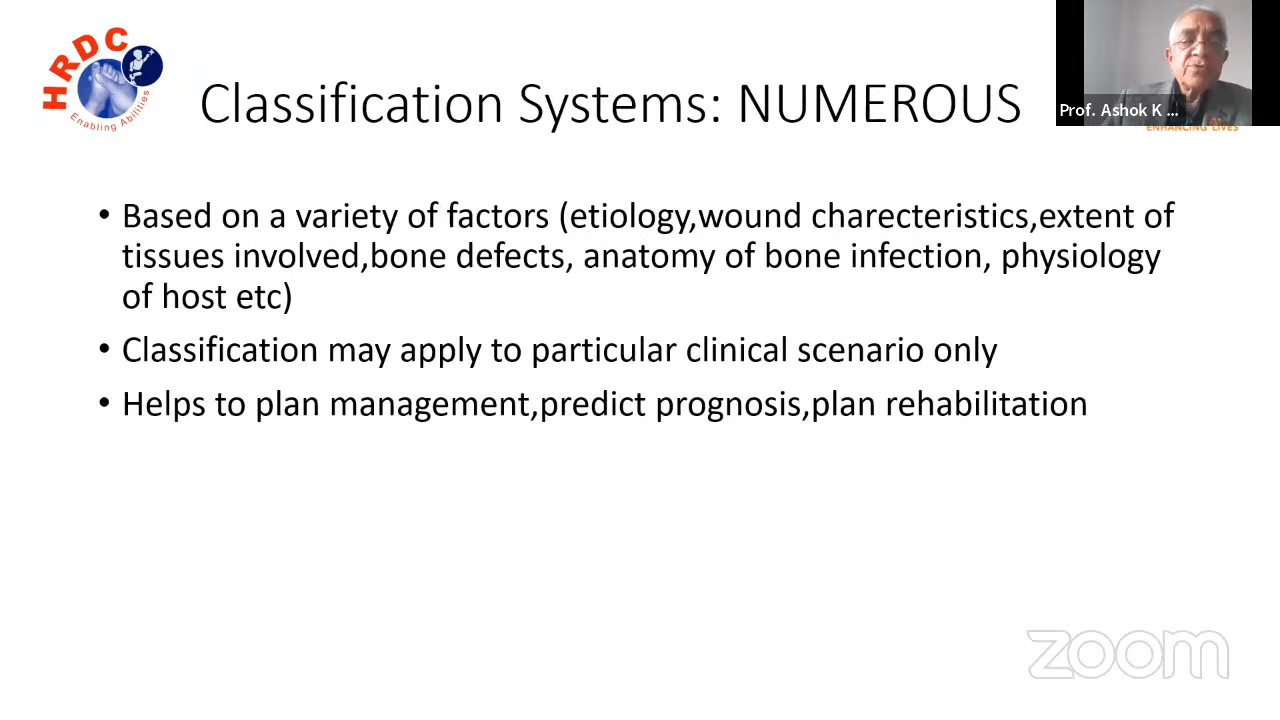 HRDC
Enabling Abilities
Classification Systems: NUMEROUS
Prof. Ashok K ...
ENHANCING LIVES
• Based on a variety of factors (etiology,wound charecteristics,extent of
tissues involved,bone defects, anatomy of bone infection, physiology
of host etc)
• Classification may apply to particular clinical scenario only
• Helps to plan management,predict prognosis,plan rehabilitation
zoom